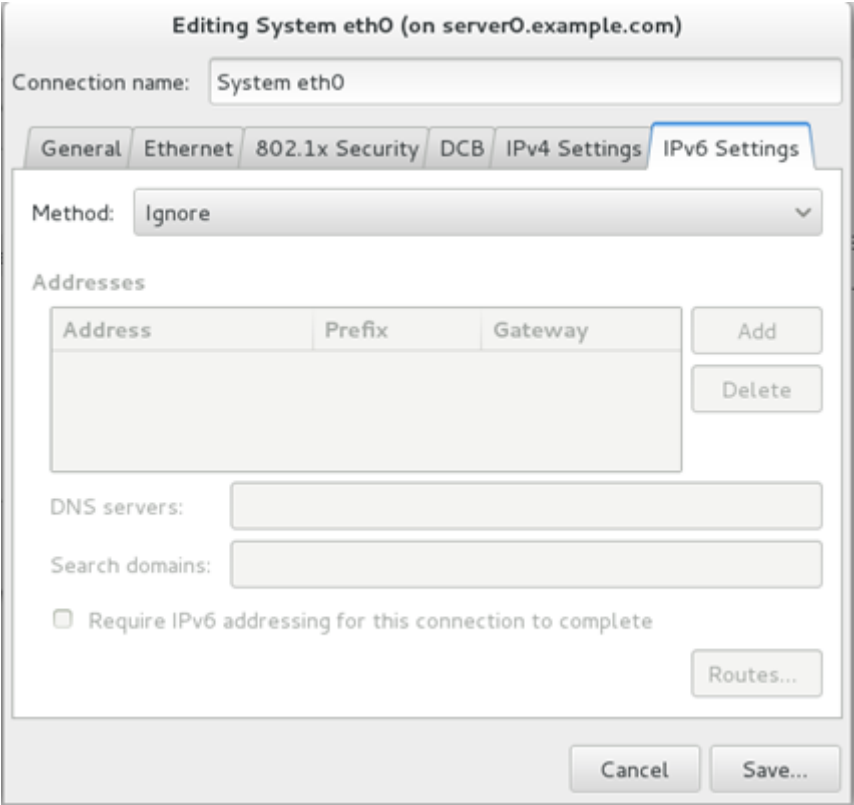 Editing System eth0 (on server0.example.com)
Connection name: System eth0
General Ethernet 802.1x Security DCB IPv4 Settings IPv6 Settings
Method: Ignore
Addresses
Address Prefix Gateway Add
Delete
DNS servers:
Search domains:
Require IPv6 addressing for this connection to complete
Routes...
Cancel Save...